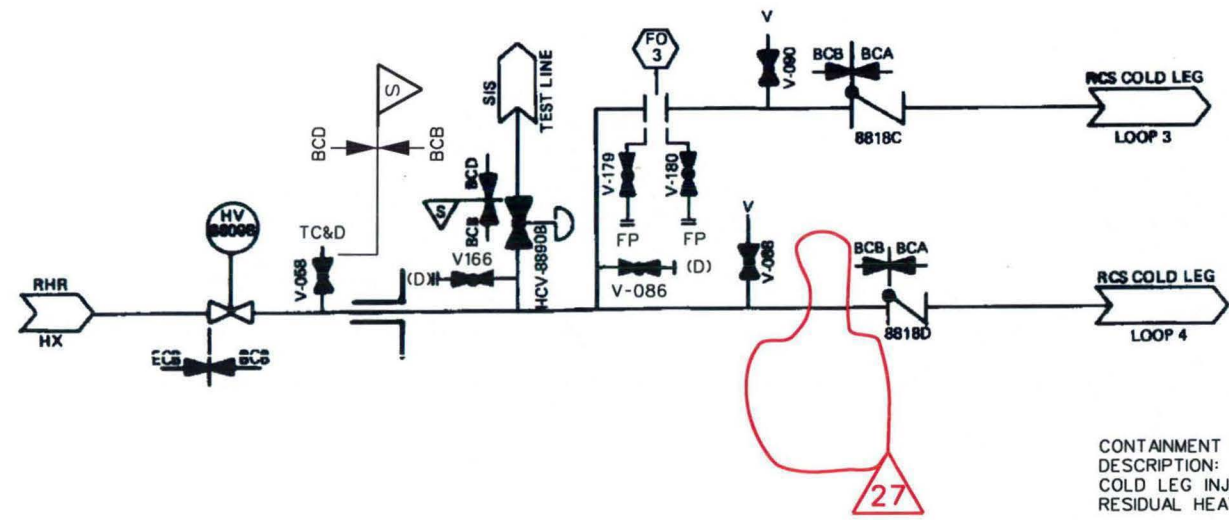 FO
3
V
V-090
BCB
BCA
8818C
RCS COLD LEG
LOOP 3
SIS
TEST LINE
S
BCD
BCB
V-179
V-180
FP
FP
HV
8809B
TC&D
V-058
BCD
S
BCB
V166
(D)
HCV-8890B
V-086
(D)
V
BCB
BCA
8818D
RCS COLD LEG
LOOP 4
RHR
HX
ECB
BCB
27
CONTAINMENT
DESCRIPTION:
COLD LEG INJ
RESIDUAL HEA